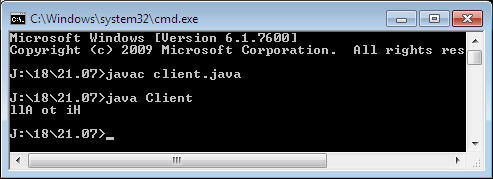 C:\Windows\system32\cmd.exe
Microsoft Windows [Version 6.1.7600]
Copyright (c) 2009 Microsoft Corporation.  All rights res
J:\18\21.07>javac client.java
J:\18\21.07>java Client
llA ot iH
J:\18\21.07>_